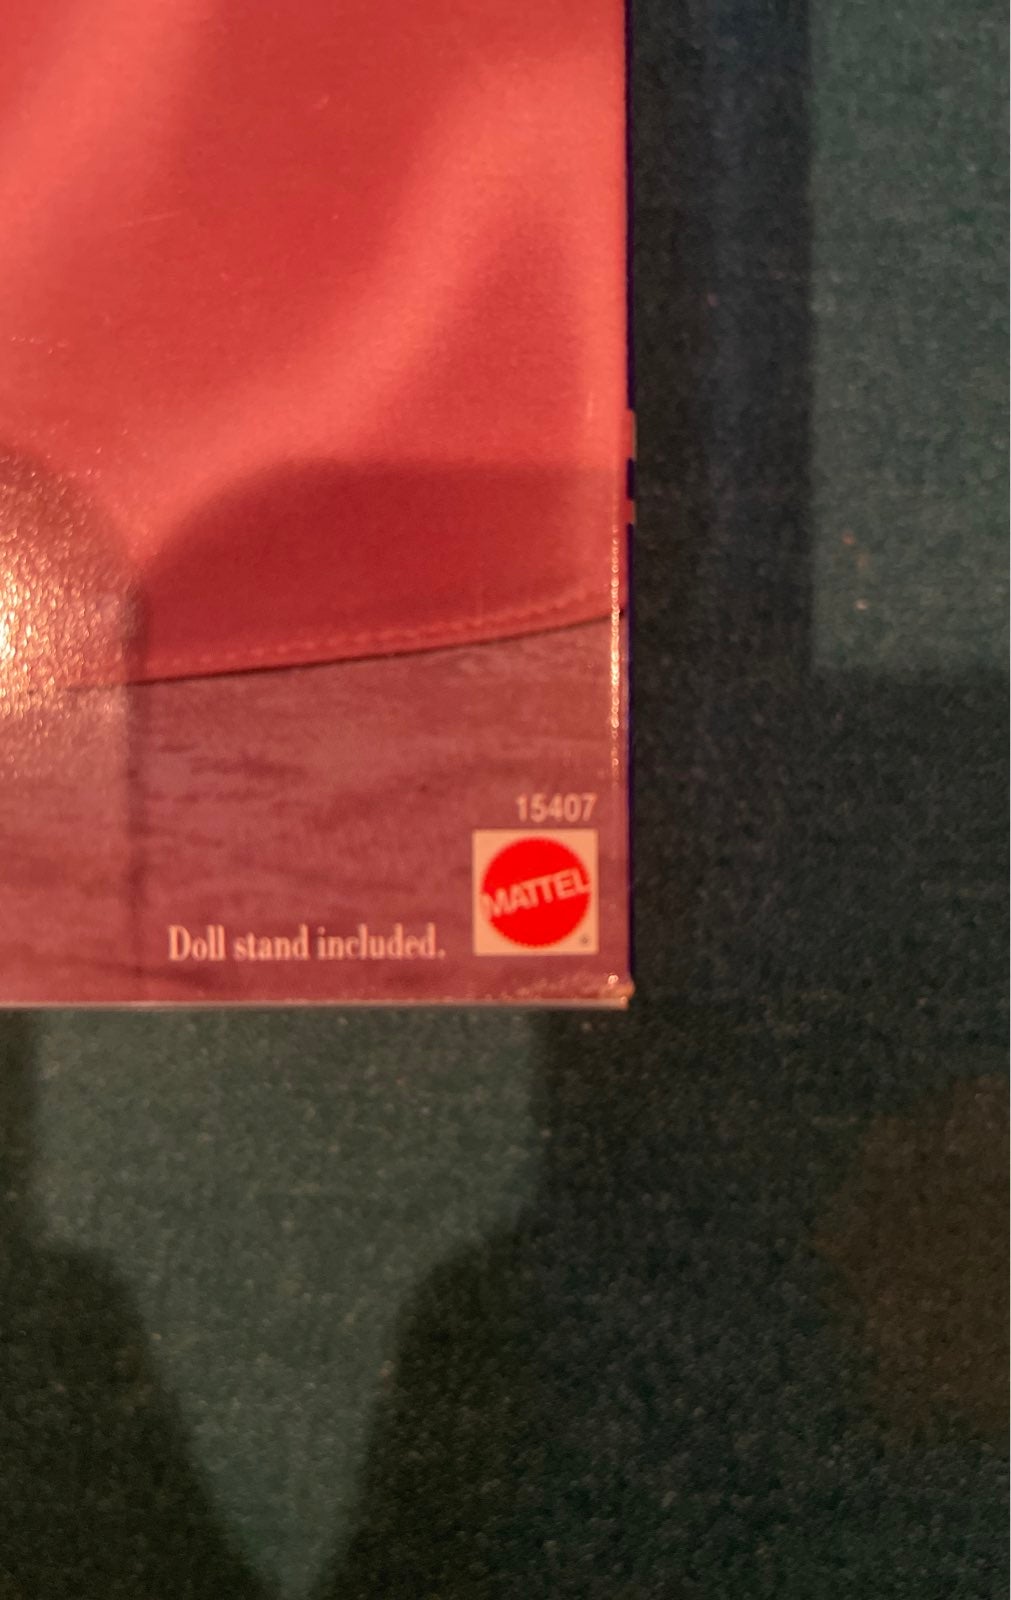 15407
MATTEL
Doll stand included.